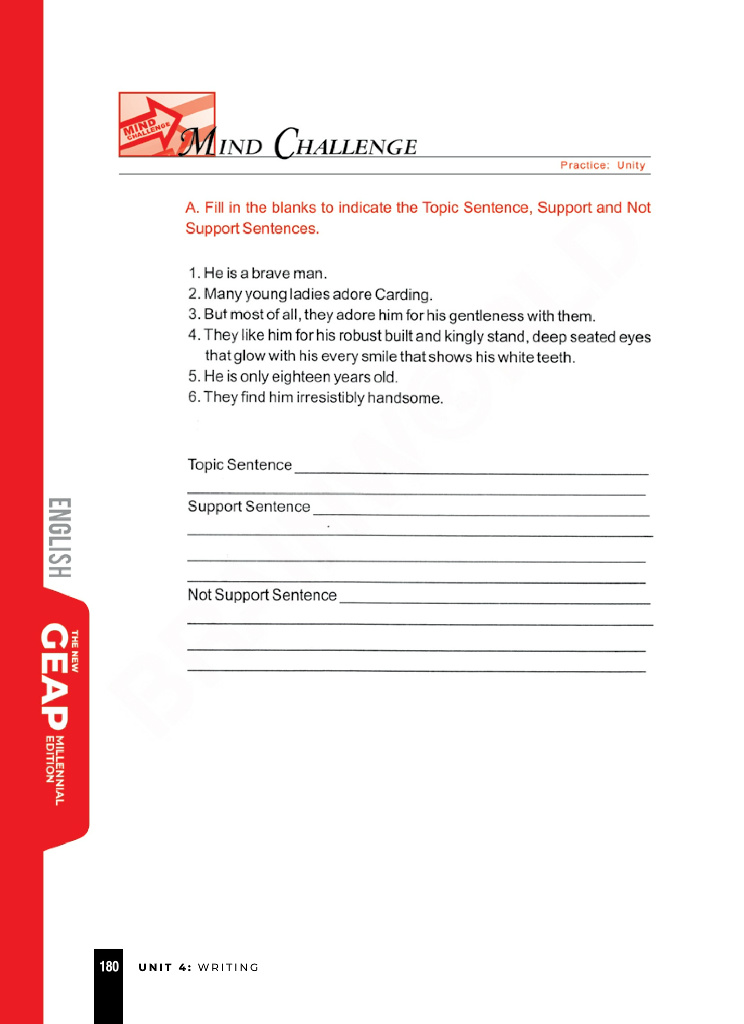 MIND CHALLENGE
MIND CHALLENGE
Practice: Unity
A. Fill in the blanks to indicate the Topic Sentence, Support and Not
Support Sentences.
1. He is a brave man.
2. Many young ladies adore Carding.
3. But most of all, they adore him for his gentleness with them.
4. They like him for his robust built and kingly stand, deep seated eyes
that glow with his every smile that shows his white teeth.
5. He is only eighteen years old.
6. They find him irresistibly handsome.
Topic Sentence
Support Sentence
Not Support Sentence
ENGLISH
THE NEW
GEAP
MILLENNIAL
EDITION
180 UNIT 4: WRITING